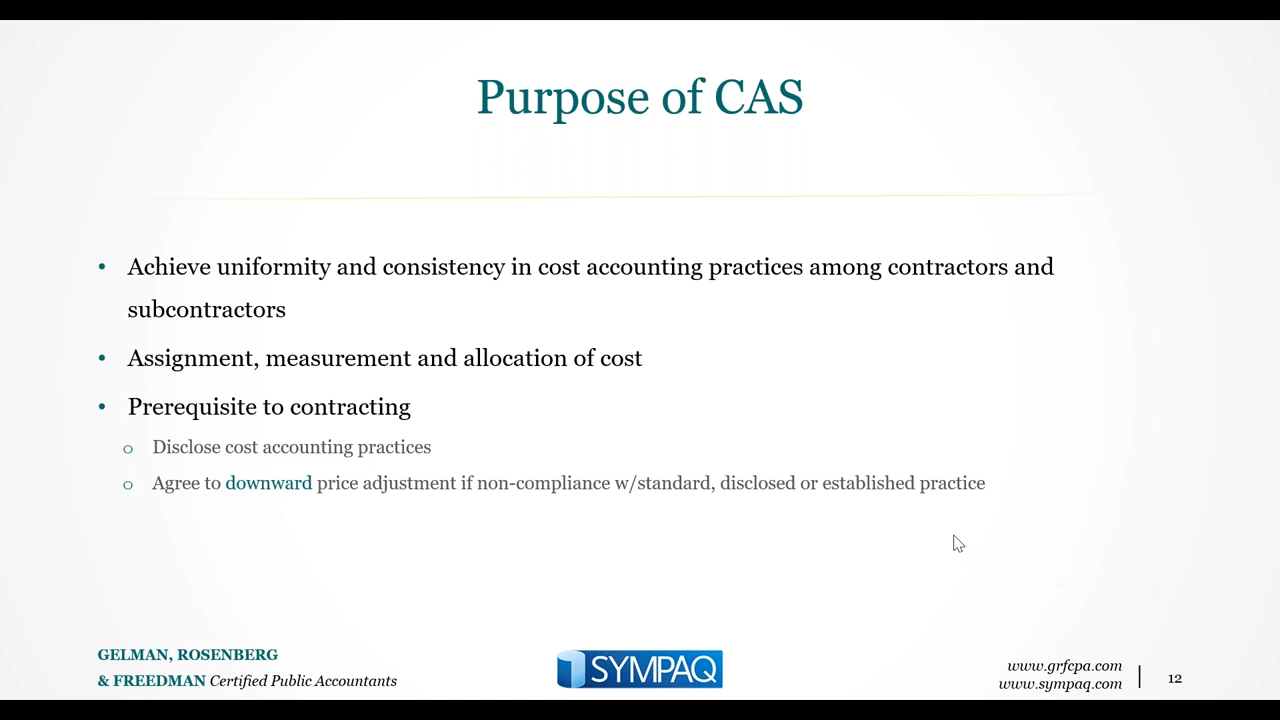 Purpose of CAS
• Achieve uniformity and consistency in cost accounting practices among contractors and
subcontractors
• Assignment, measurement and allocation of cost
• Prerequisite to contracting
o Disclose cost accounting practices
o Agree to downward price adjustment if non-compliance w/standard, disclosed or established practice
GELMAN, ROSENBERG
& FREEDMAN Certified Public Accountants
SYMPAQ
www.grfcpa.com
www.sympaq.com
12